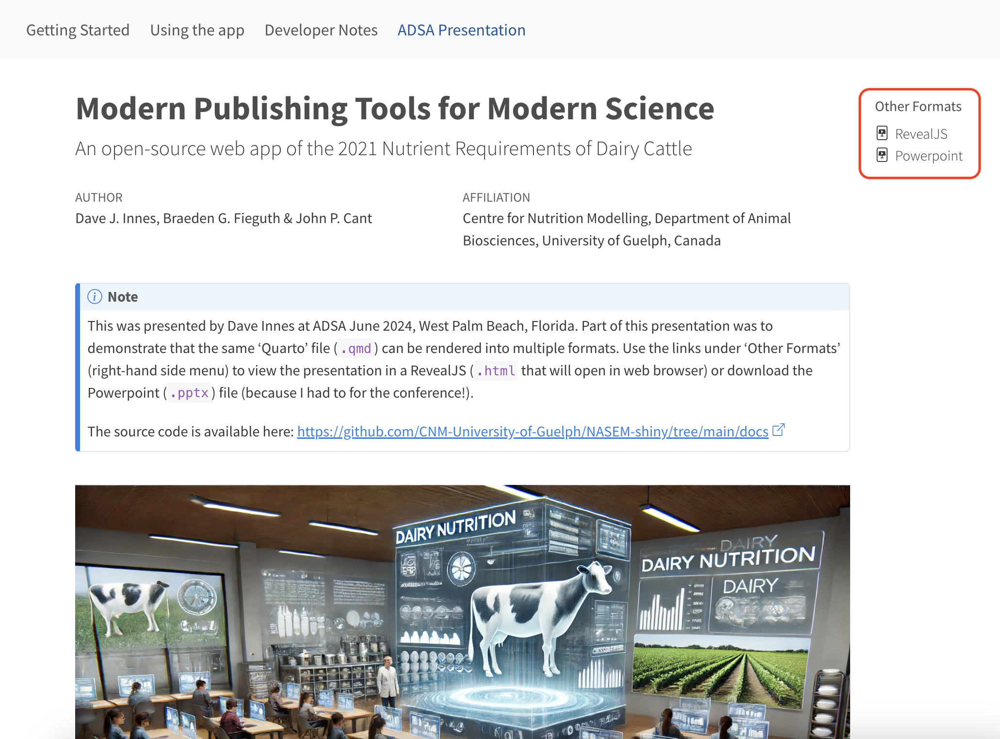 Getting Started Using the app Developer Notes ADSA Presentation
Modern Publishing Tools for Modern Science
An open-source web app of the 2021 Nutrient Requirements of Dairy Cattle
Other Formats
RevealJS
Powerpoint
AUTHOR
Dave J. Innes, Braeden G. Fieguth & John P. Cant
AFFILIATION
Centre for Nutrition Modelling, Department of Animal
Biosciences, University of Guelph, Canada
Note
This was presented by Dave Innes at ADSA June 2024, West Palm Beach, Florida. Part of this presentation was to
demonstrate that the same ‘Quarto’ file (.qmd) can be rendered into multiple formats. Use the links under ‘Other Formats’
(right-hand side menu) to view the presentation in a RevealJS (.html that will open in web browser) or download the
Powerpoint (.pptx) file (because I had to for the conference!).
The source code is available here: https://github.com/CNM-University-of-Guelph/NASEM-shiny/tree/main/docs
DAIRY NUTRITION
DAIRY
DAIRY NUTRITION
DAIRY